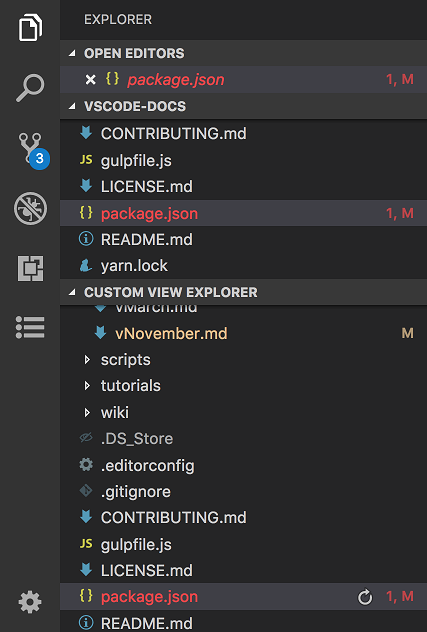 EXPLORER
OPEN EDITORS
{ } package.json 1, M
VSCODE-DOCS
CONTRIBUTING.md
JS gulpfile.js
LICENSE.md
{ } package.json 1, M
README.md
yarn.lock
3
CUSTOM VIEW EXPLORER
vMarch.md
vNovember.md M
scripts
tutorials
wiki
.DS_Store
.editorconfig
.gitignore
CONTRIBUTING.md
JS gulpfile.js
LICENSE.md
{ } package.json 1, M
README.md